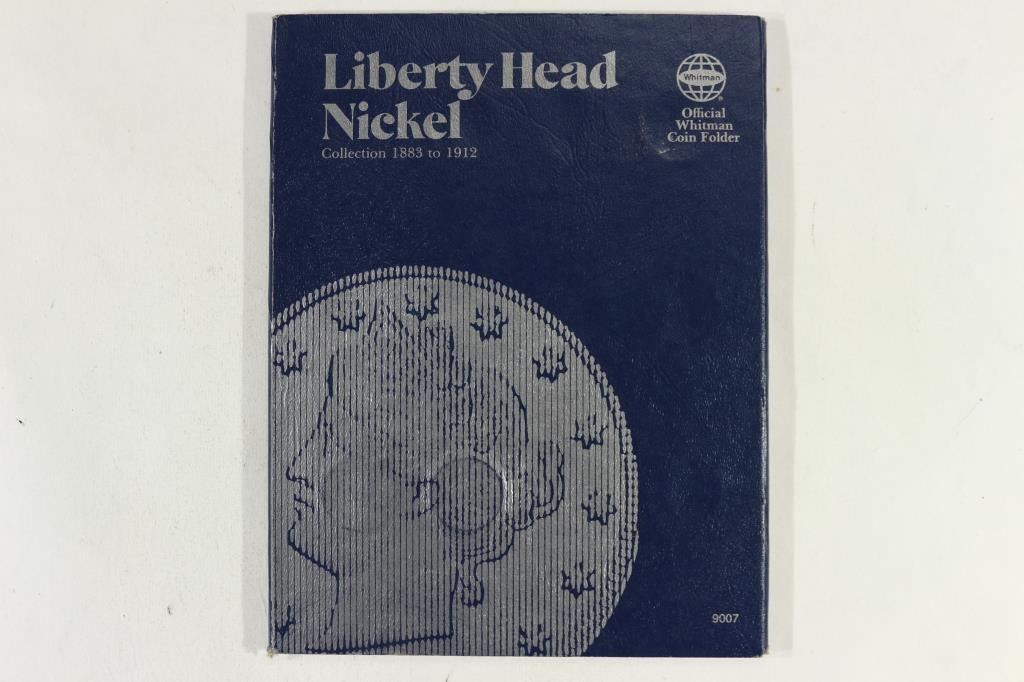 Liberty Head
Nickel
Collection 1883 to 1912
Whitman
®
Official
Whitman
Coin Folder
9007